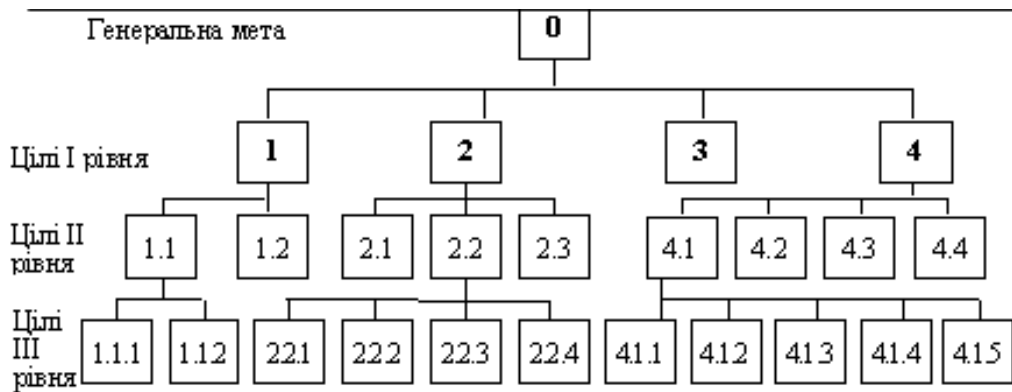 Генеральна мета 0
Цілі І рівня 1 2 3 4
Цілі ІІ
рівня 1.1 1.2 2.1 2.2 2.3 4.1 4.2 4.3 4.4
Цілі
ІІІ
рівня 1.1.1 1.1.2 2.2.1 2.2.2 2.2.3 2.2.4 4.1.1 4.1.2 4.1.3 4.1.4 4.1.5